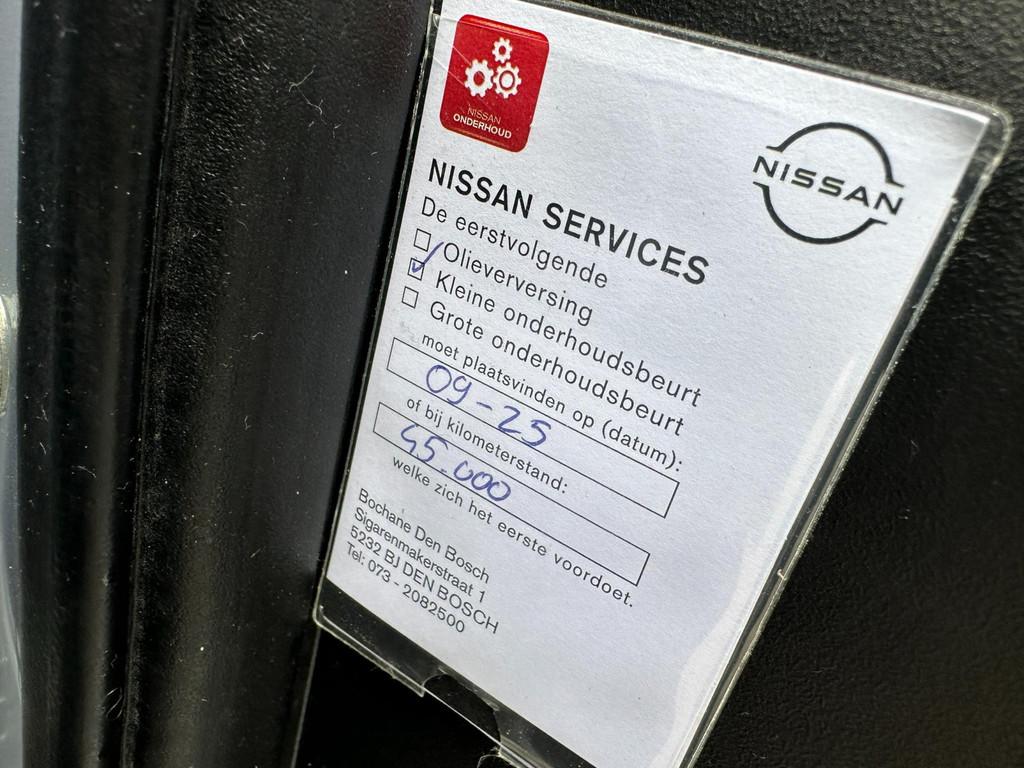 NISSAN
ONDERHOUD
NISSAN
NISSAN SERVICES
De eerstvolgende
Olieverversing
Kleine onderhoudsbeurt
Grote onderhoudsbeurt
moet plaatsvinden op (datum):
09-25
of bij kilometerstand:
45.000
welke zich het eerste voordoet.
Bochane Den Bosch
Sigarenmakerstraat 1
5232 BJ DEN BOSCH
Tel: 073 - 2082500